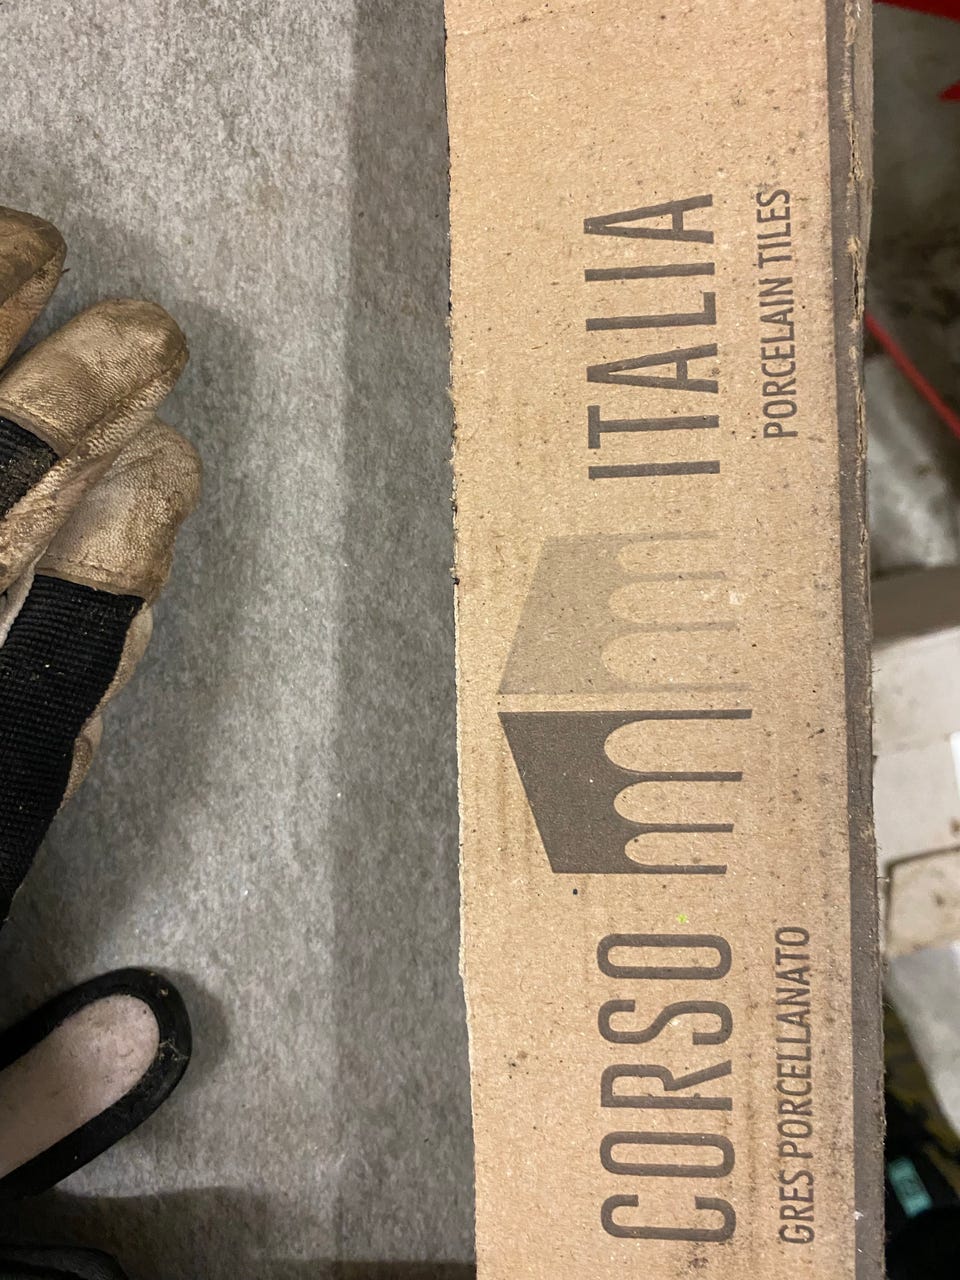 CORSO ITALIA
GRES PORCELLANATO PORCELAIN TILES